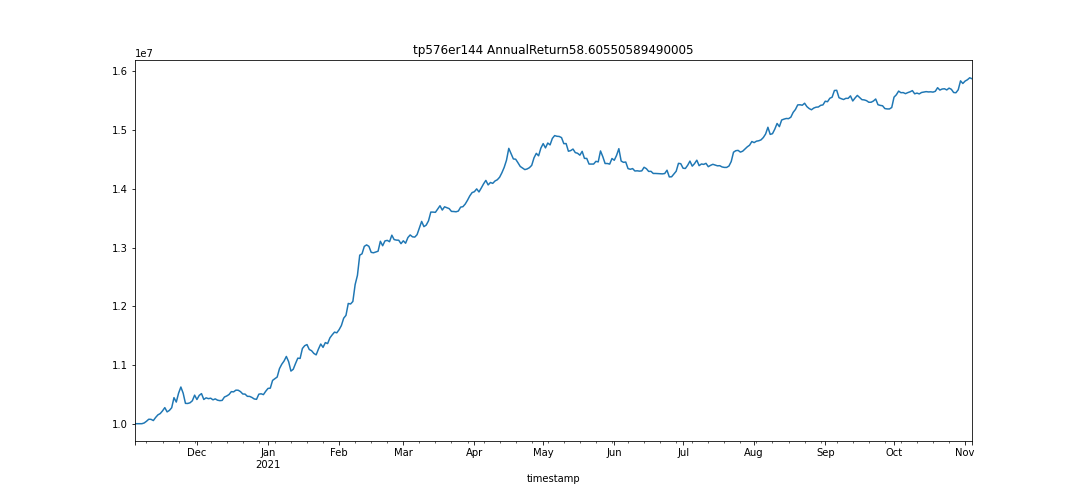 tp576er144 AnnualReturn58.60550589490005
1e7
1.6
1.5
1.4
1.3
1.2
1.1
1.0
Dec Jan Feb Mar Apr May Jun Jul Aug Sep Oct Nov
2021
timestamp